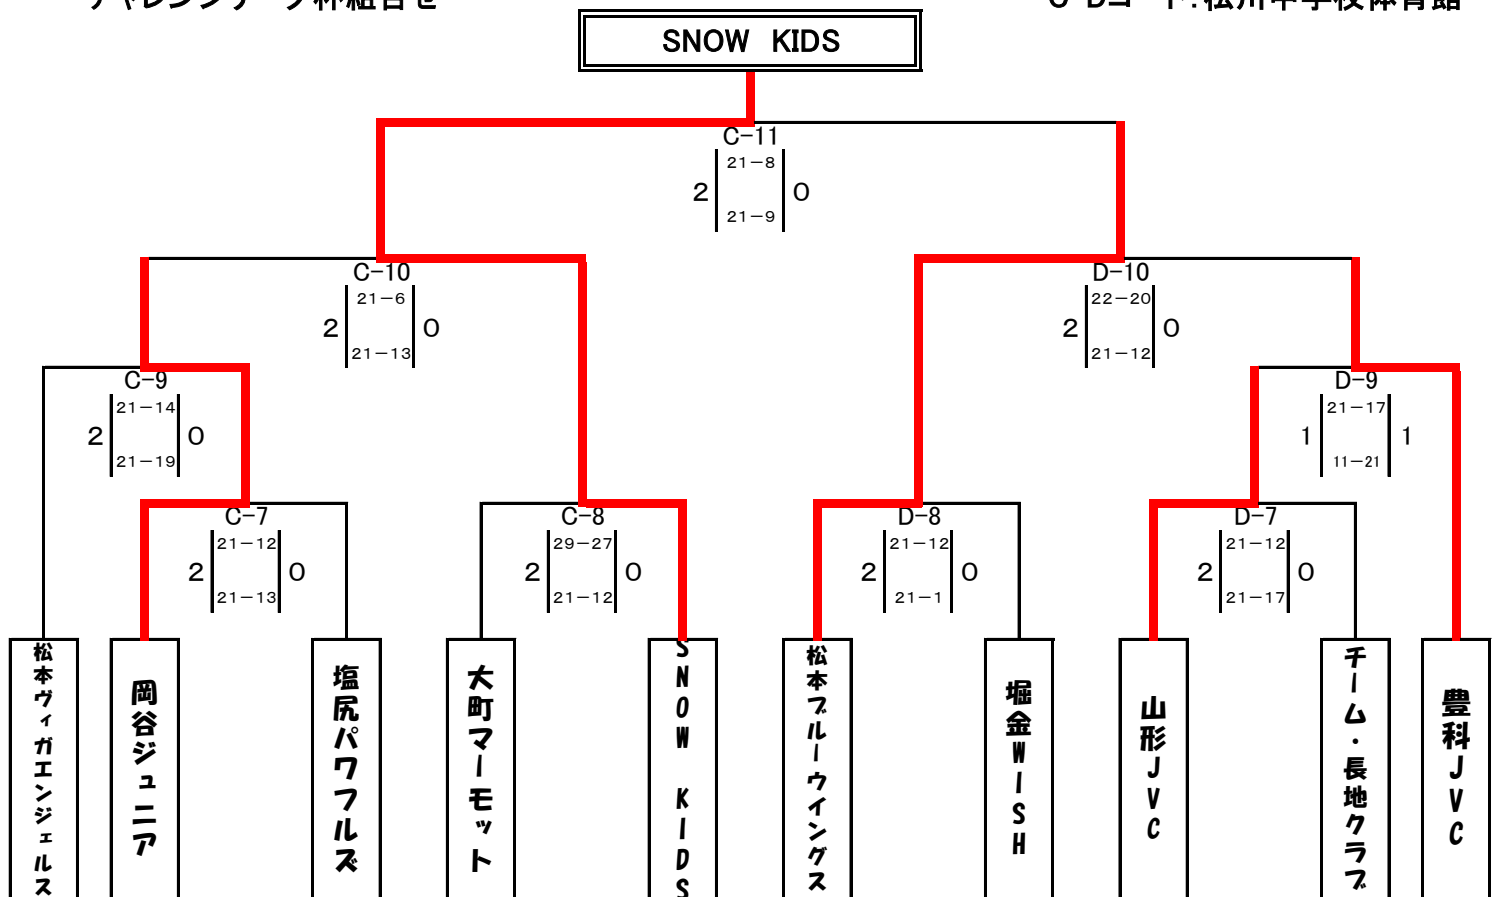 SNOW KIDS
C-11
21-8
2 0
21-9
C-10
21-6
2 0
21-13
D-10
22-20
2 0
21-12
C-9
21-14
2 0
21-19
D-9
21-17
1 1
11-21
C-7
21-12
2 0
21-13
C-8
29-27
2 0
21-12
D-8
21-12
2 0
21-1
D-7
21-12
2 0
21-17
松本ヴィガエンジェルス
岡谷ジュニア
塩尻パワフルズ
大町マーモット
SNOW KIDS
松本ブルーウイングス
堀金WISH
山形JVC
チーム・長地クラブ
豊科JVC